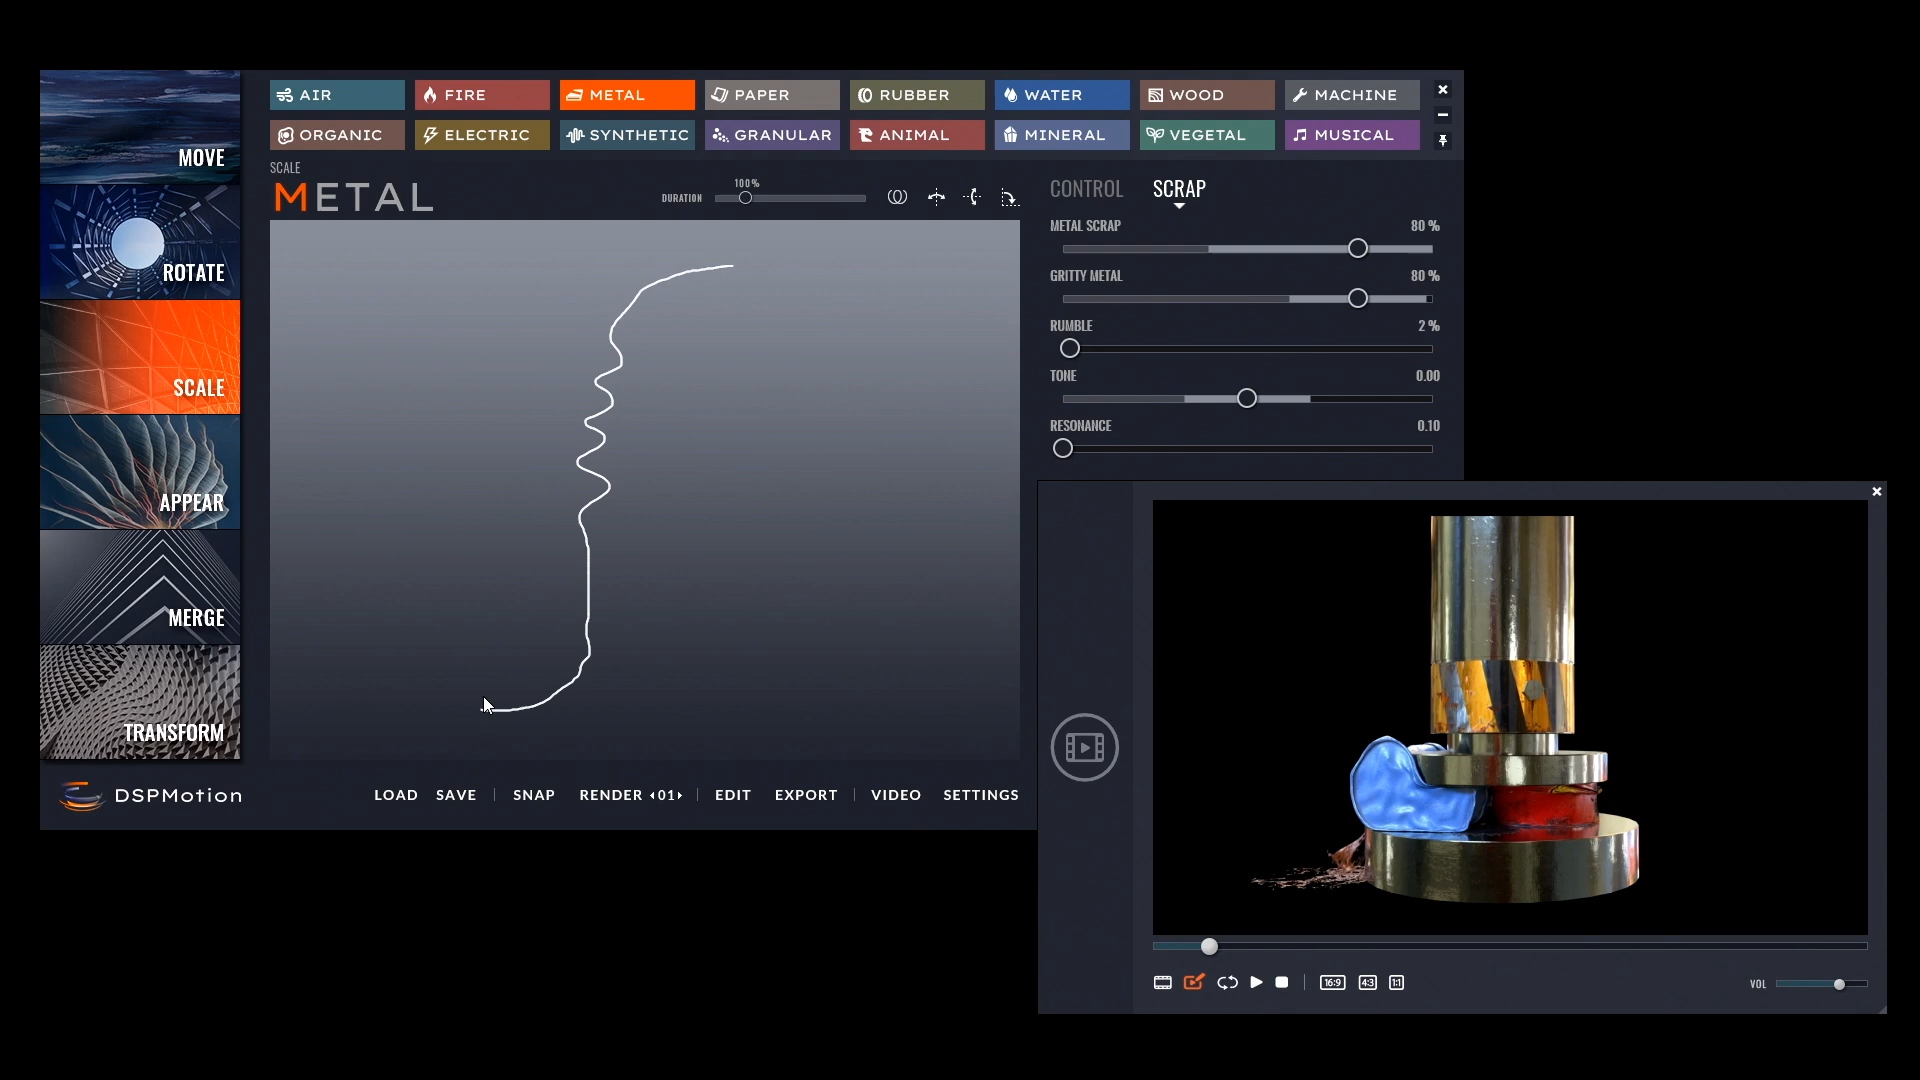 AIR FIRE METAL PAPER RUBBER WATER WOOD MACHINE
ORGANIC ELECTRIC SYNTHETIC GRANULAR ANIMAL MINERAL VEGETAL MUSICAL
MOVE
ROTATE
SCALE
APPEAR
MERGE
TRANSFORM
SCALE
METAL
DURATION 100%
CONTROL SCRAP
METAL SCRAP 80 %
GRITTY METAL 80 %
RUMBLE 2 %
TONE 0.00
RESONANCE 0.10
DSPMotion
LOAD SAVE SNAP RENDER 01 EDIT EXPORT VIDEO SETTINGS
16:9 4:3 1:1
VOL